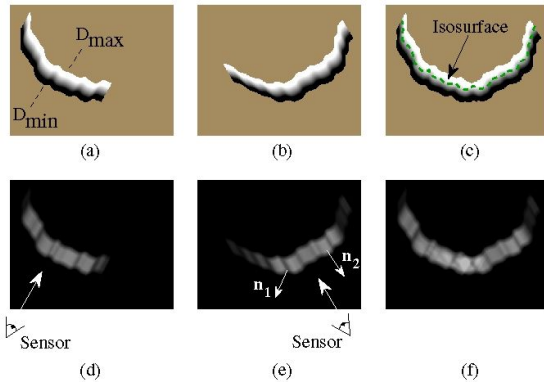 Dmax
Dmin
Isosurface
(a)
(b)
(c)
n1
n2
Sensor
Sensor
(d)
(e)
(f)